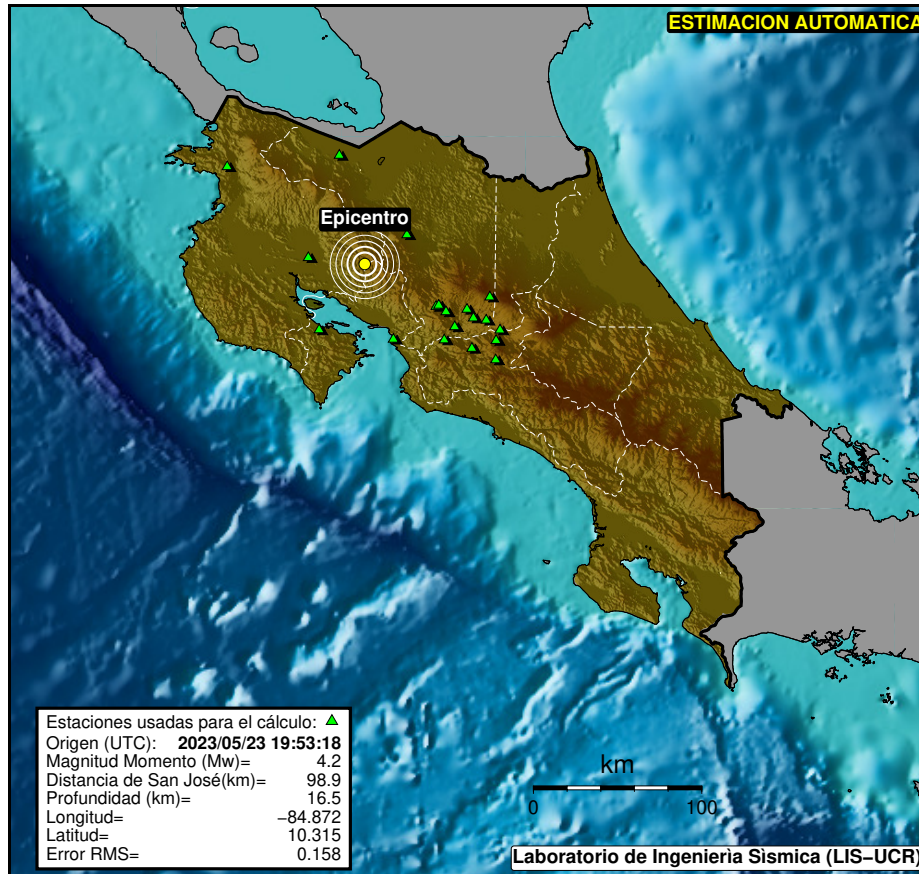 ESTIMACION AUTOMATICA
Epicentro
Estaciones usadas para el cálculo:
Origen (UTC): 2023/05/23 19:53:18
Magnitud Momento (Mw)= 4.2
Distancia de San José(km)= 98.9
Profundidad (km)= 16.5
Longitud= −84.872
Latitud= 10.315
Error RMS= 0.158
km
0 100
Laboratorio de Ingenierìa Sìsmica (LIS−UCR)